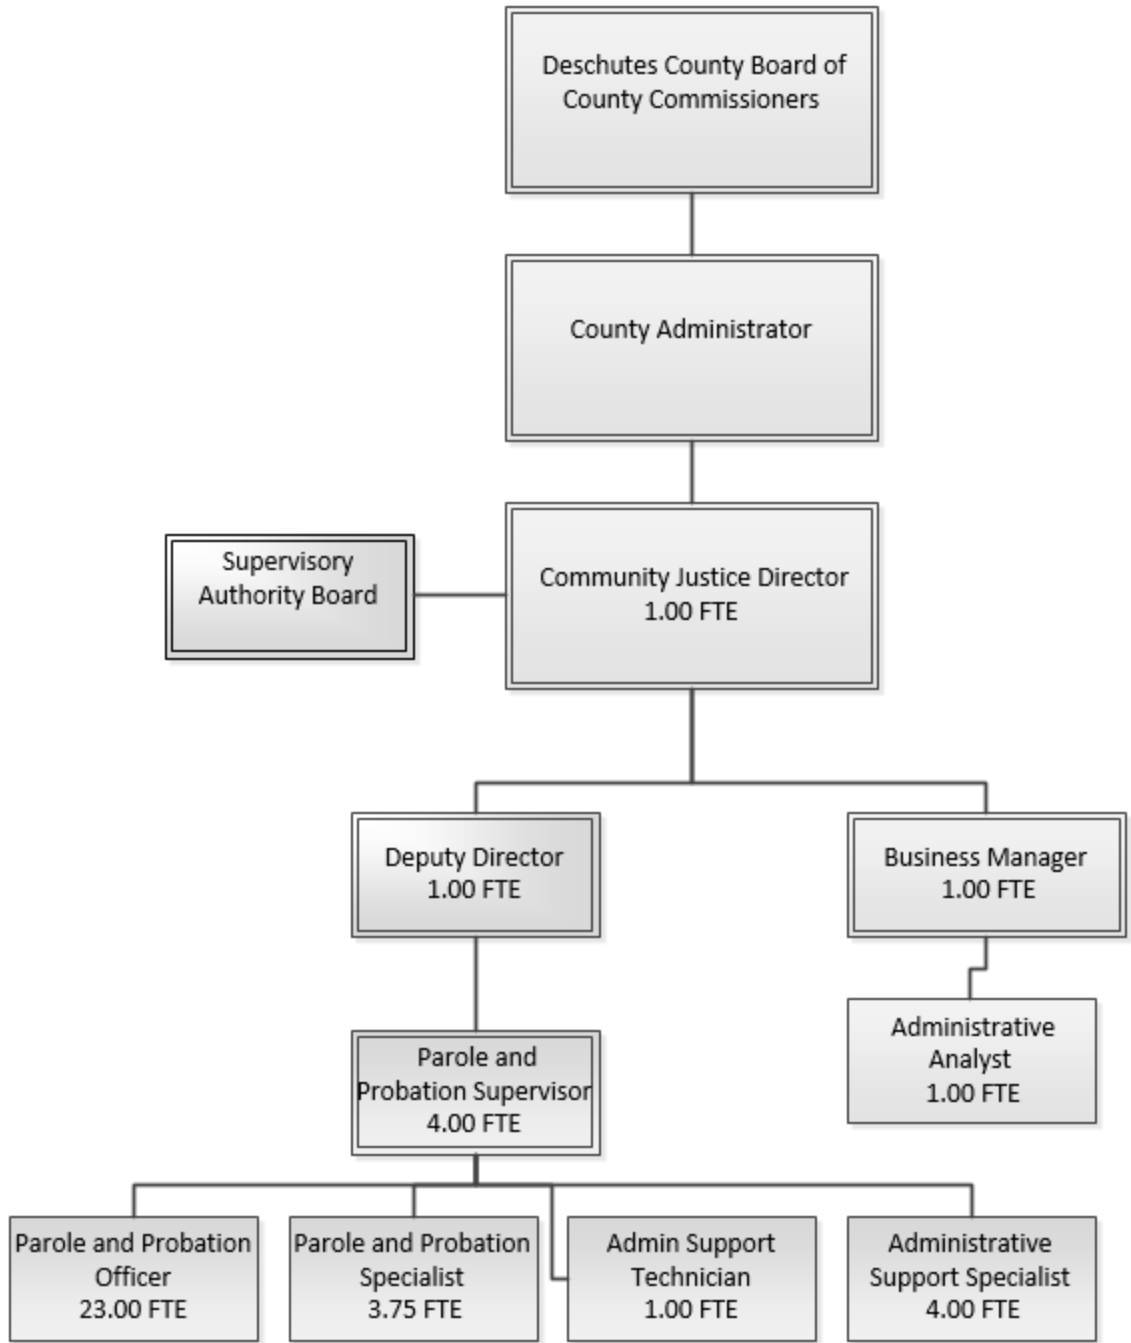 Deschutes County Board of
County Commissioners
County Administrator
Supervisory
Authority Board
Community Justice Director
1.00 FTE
Deputy Director
1.00 FTE
Business Manager
1.00 FTE
Administrative
Analyst
1.00 FTE
Parole and
Probation Supervisor
4.00 FTE
Parole and Probation
Officer
23.00 FTE
Parole and Probation
Specialist
3.75 FTE
Admin Support
Technician
1.00 FTE
Administrative
Support Specialist
4.00 FTE